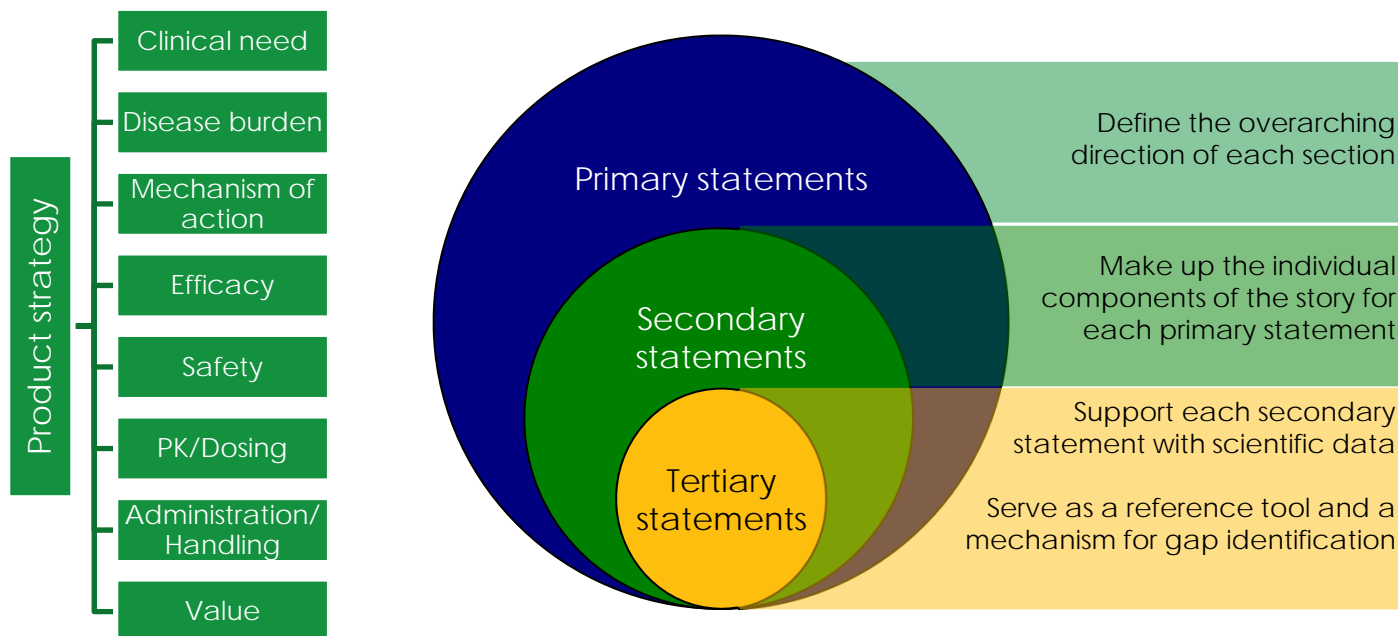 Product strategy
Clinical need
Disease burden
Mechanism of
action
Efficacy
Safety
PK/Dosing
Administration/
Handling
Value
Primary statements
Secondary
statements
Tertiary
statements
Define the overarching
direction of each section
Make up the individual
components of the story for
each primary statement
Support each secondary
statement with scientific data
Serve as a reference tool and a
mechanism for gap identification